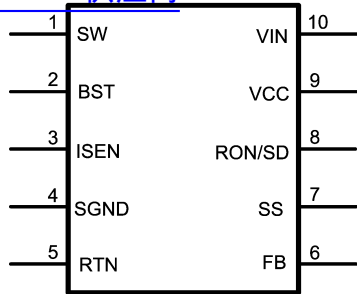 1 SW VIN 10
2 BST VCC 9
3 ISEN RON/SD 8
4 SGND SS 7
5 RTN FB 6